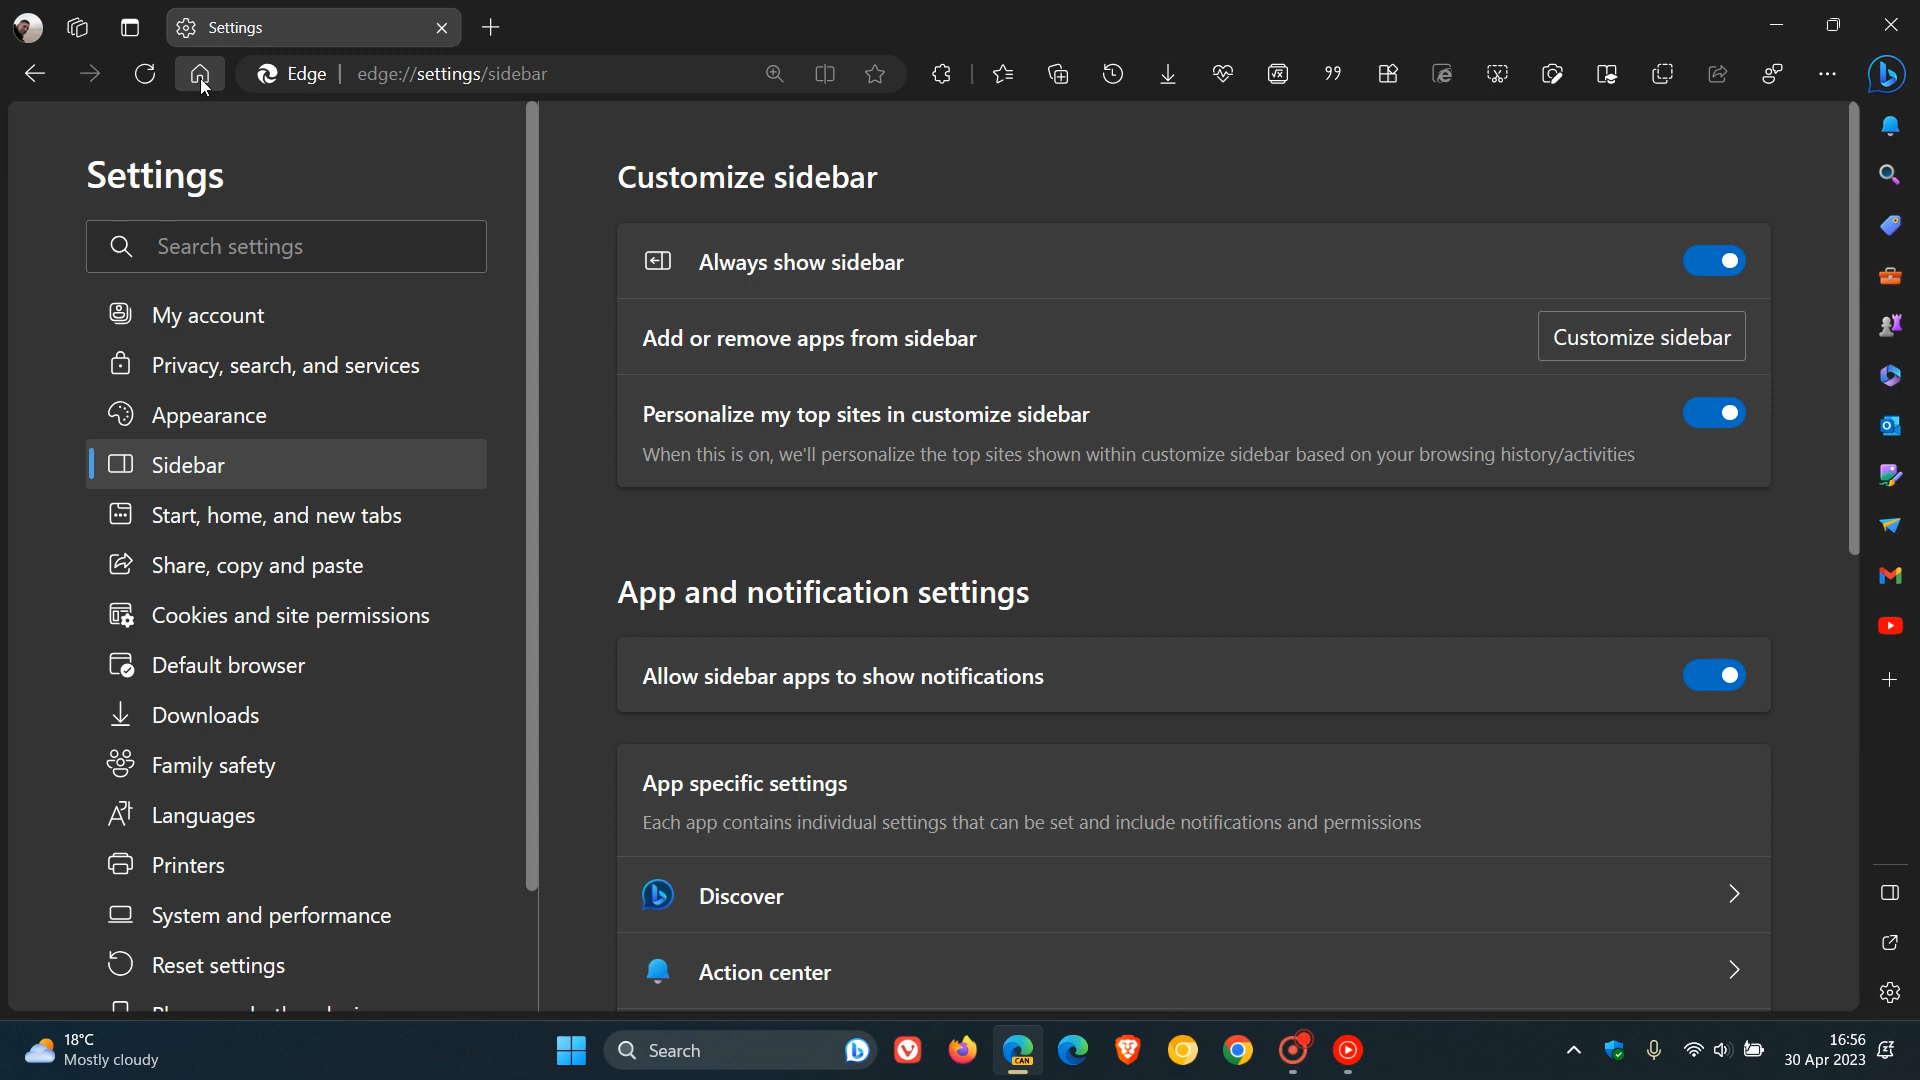 Settings
Edge
edge://settings/sidebar
Settings
Search settings
My account
Privacy, search, and services
Appearance
Sidebar
Start, home, and new tabs
Share, copy and paste
Cookies and site permissions
Default browser
Downloads
Family safety
Languages
Printers
System and performance
Reset settings
Customize sidebar
Always show sidebar
Add or remove apps from sidebar
Customize sidebar
Personalize my top sites in customize sidebar
When this is on, we'll personalize the top sites shown within customize sidebar based on your browsing history/activities
App and notification settings
Allow sidebar apps to show notifications
App specific settings
Each app contains individual settings that can be set and include notifications and permissions
Discover
Action center
18°C
Mostly cloudy
Search
CAN
16:56
30 Apr 2023